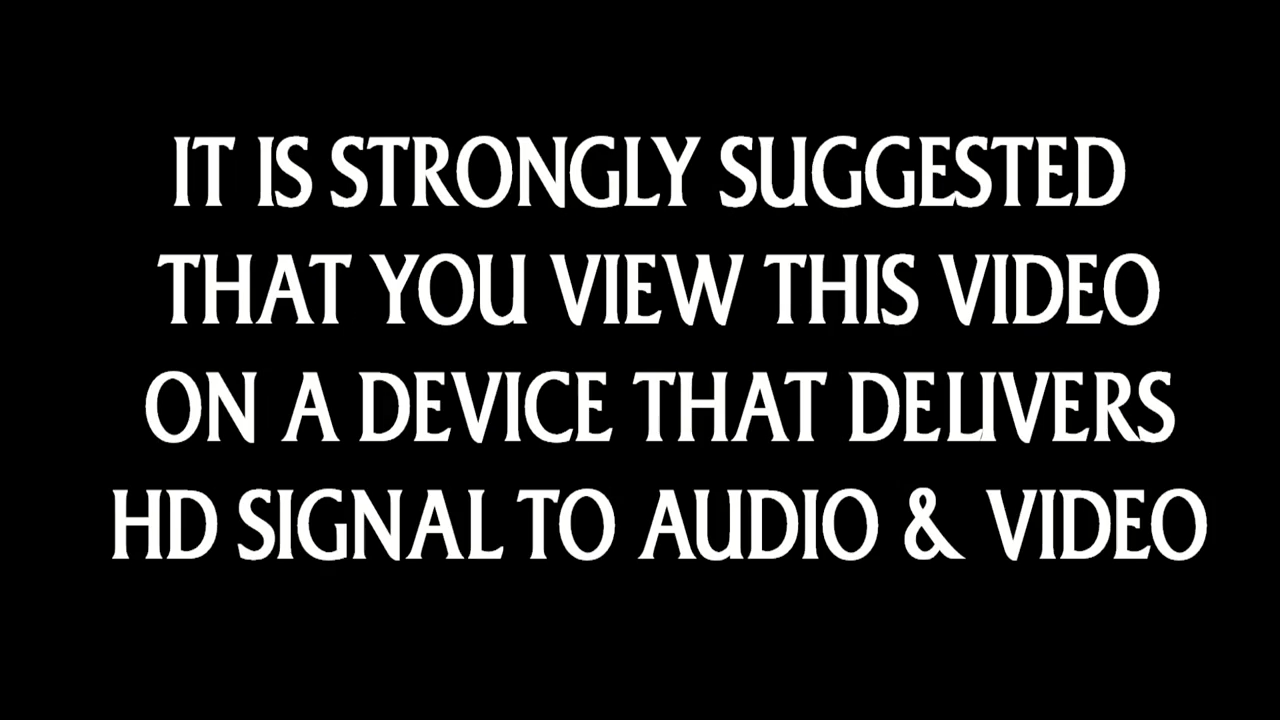 IT IS STRONGLY SUGGESTED
THAT YOU VIEW THIS VIDEO
ON A DEVICE THAT DELIVERS
HD SIGNAL TO AUDIO & VIDEO